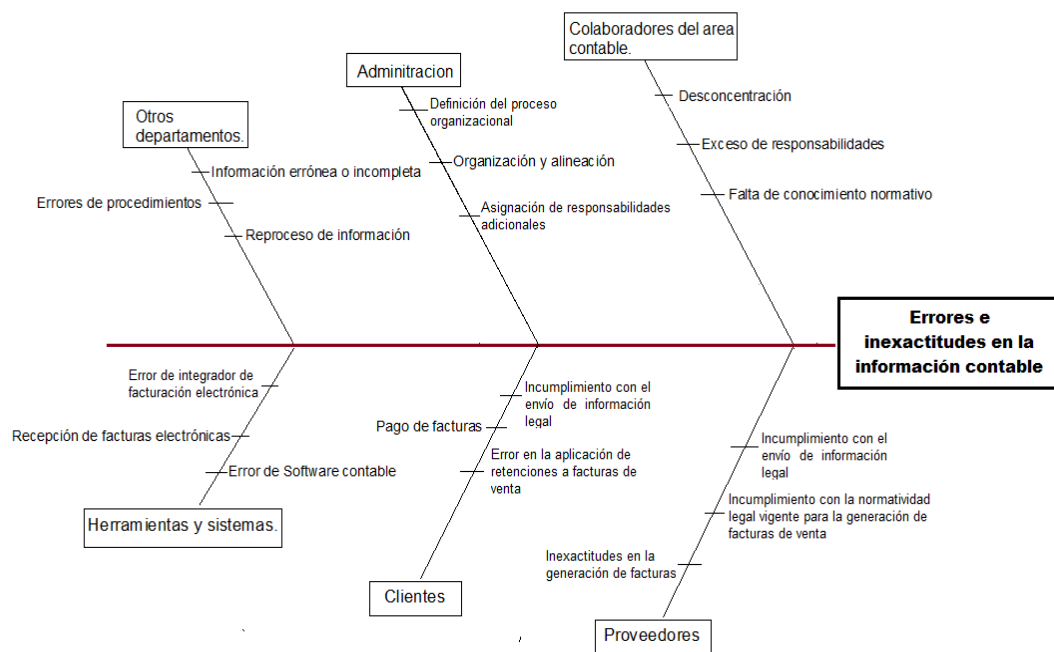 Colaboradores del area
contable.
Desconcentración
Exceso de responsabilidades
Falta de conocimiento normativo
Adminitracion
Definición del proceso
organizacional
Organización y alineación
Asignación de responsabilidades
adicionales
Otros
departamentos.
Información errónea o incompleta
Errores de procedimientos
Reproceso de información
Errores e
inexactitudes en la
información contable
Error de integrador de
facturación electrónica
Recepción de facturas electrónicas
Error de Software contable
Herramientas y sistemas.
Incumplimiento con el
envío de información
legal
Pago de facturas
Error en la aplicación de
retenciones a facturas de
venta
Clientes
Incumplimiento con el
envío de información
legal
Incumplimiento con la normatividad
legal vigente para la generación de
facturas de venta
Inexactitudes en la
generación de facturas
Proveedores